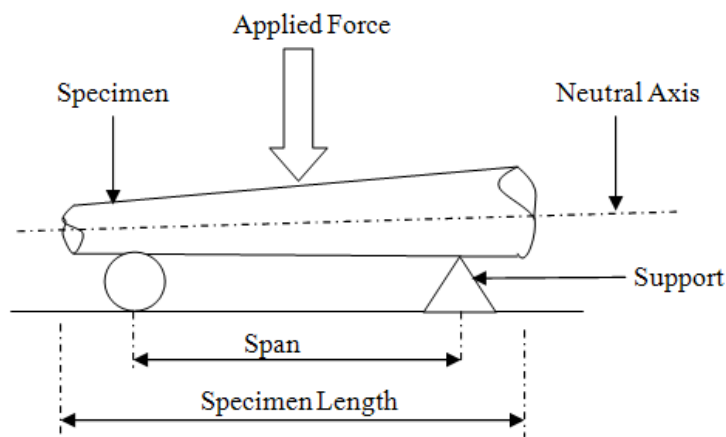 Applied Force
Specimen
Neutral Axis
Support
Span
Specimen Length